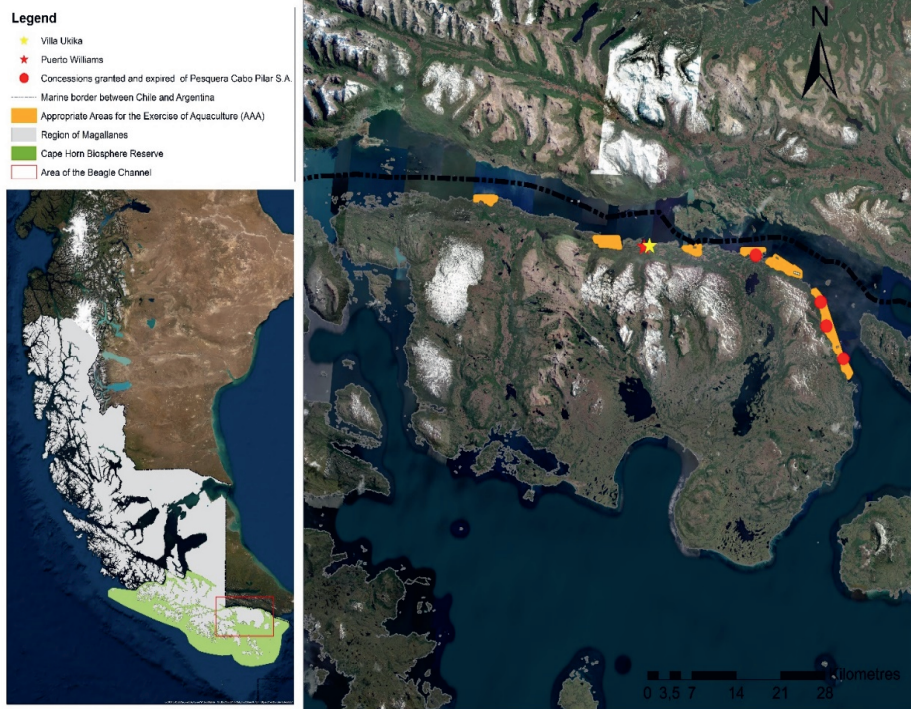 Legend
Villa Ukika
Puerto Williams
Concessions granted and expired of Pesquera Cabo Pilar S.A.
Marine border between Chile and Argentina
Appropriate Areas for the Exercise of Aquaculture (AAA)
Region of Magallanes
Cape Horn Biosphere Reserve
Area of the Beagle Channel
N
Kilometres
0 3,5 7 14 21 28